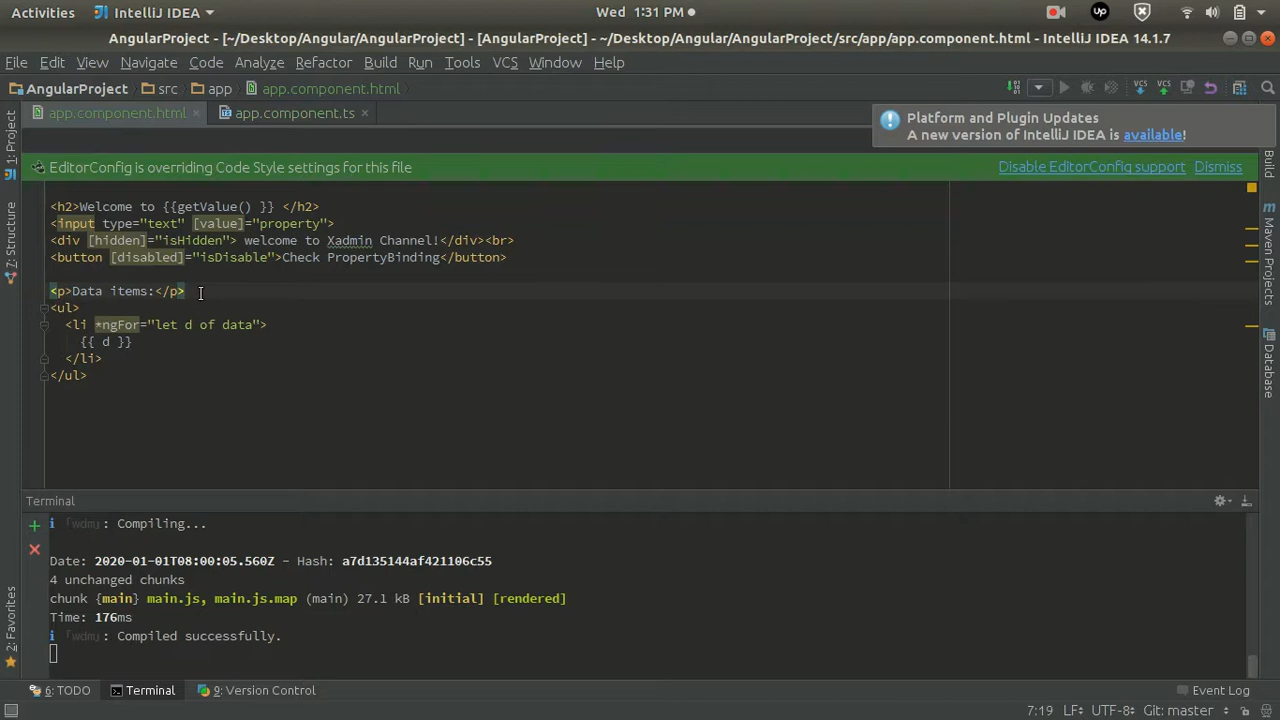 Activities IntelliJ IDEA Wed 1:31 PM
AngularProject - [~/Desktop/Angular/AngularProject] - [AngularProject] - ~/Desktop/Angular/AngularProject/src/app/app.component.html - IntelliJ IDEA 14.1.7
File Edit View Navigate Code Analyze Refactor Build Run Tools VCS Window Help
AngularProject src app app.component.html
app.component.html app.component.ts
Platform and Plugin Updates
A new version of IntelliJ IDEA is available!
EditorConfig is overriding Code Style settings for this file Disable EditorConfig support Dismiss
<h2>Welcome to {{getValue() }} </h2>
<input type="text" [value]="property">
<div [hidden]="isHidden"> welcome to Xadmin Channel!</div><br>
<button [disabled]="isDisable">Check PropertyBinding</button>
<p>Data items:</p>
<ul>
<li *ngFor="let d of data">
{{ d }}
</li>
</ul>
Terminal
i ｢wdm｣: Compiling...
Date: 2020-01-01T08:00:05.560Z - Hash: a7d135144af421106c55
4 unchanged chunks
chunk {main} main.js, main.js.map (main) 27.1 kB [initial] [rendered]
Time: 176ms
i ｢wdm｣: Compiled successfully.
6: TODO Terminal 9: Version Control Event Log
7:19 LF UTF-8 Git: master
1: Project
7: Structure
2: Favorites
Build
Maven Projects
Database
up
VCS VCS